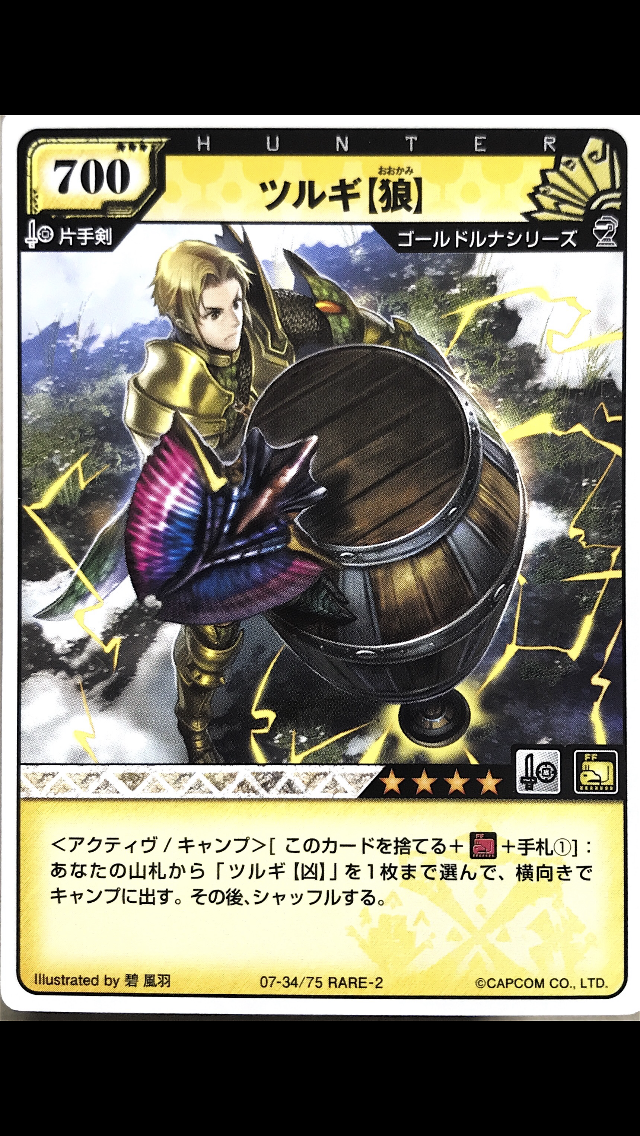 HUNTER
700
おおかみ
ツルギ【狼】
片手剣
ゴールドルナシリーズ
FF
<アクティヴ / キャンプ>[ このカードを捨てる+ FF +手札①]:
あなたの山札から「ツルギ【凶】」を1枚まで選んで、横向きで
キャンプに出す。その後、シャッフルする。
Illustrated by 碧 風羽
07-34/75 RARE-2
©CAPCOM CO., LTD.